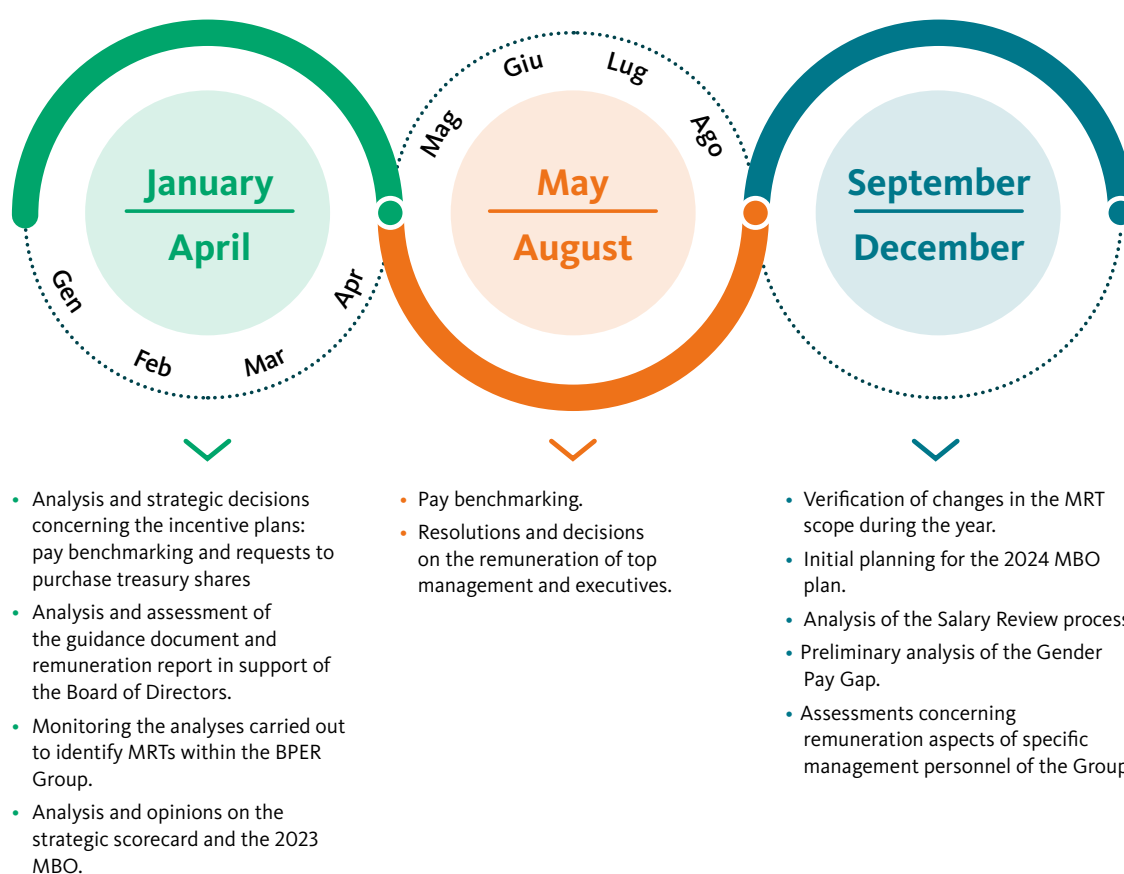 January
April
Gen
Feb
Mar
Apr
• Analysis and strategic decisions
concerning the incentive plans:
pay benchmarking and requests to
purchase treasury shares
• Analysis and assessment of
the guidance document and
remuneration report in support of
the Board of Directors.
• Monitoring the analyses carried out
to identify MRTs within the BPER
Group.
• Analysis and opinions on the
strategic scorecard and the 2023
MBO.
Mag
Giu
Lug
Ago
May
August
• Pay benchmarking.
• Resolutions and decisions
on the remuneration of top
management and executives.
September
December
• Verification of changes in the MRT
scope during the year.
• Initial planning for the 2024 MBO
plan.
• Analysis of the Salary Review process
• Preliminary analysis of the Gender
Pay Gap.
• Assessments concerning
remuneration aspects of specific
management personnel of the Group